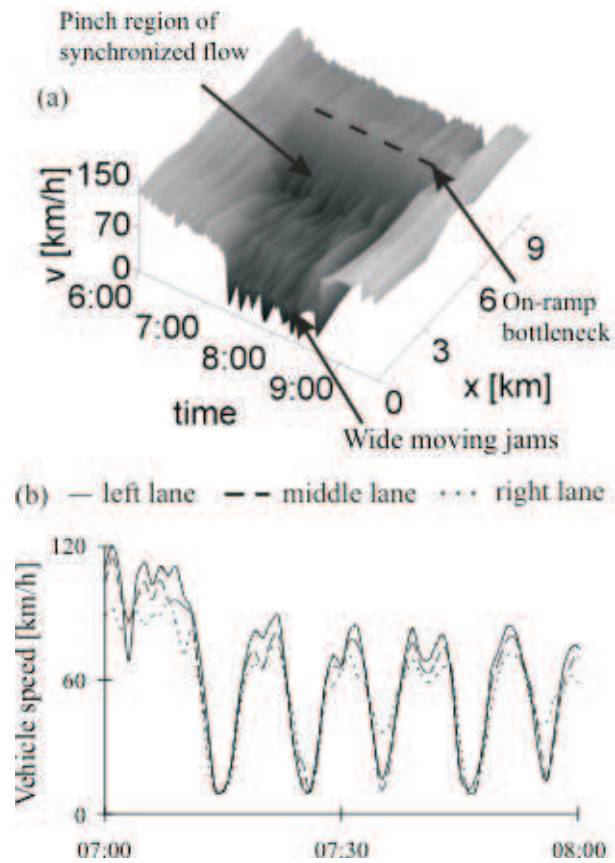 Pinch region of
synchronized flow
(a)
v [km/h]
150
70
0
6:00
7:00
8:00
9:00
time
0
3
6
9
x [km]
On-ramp
bottleneck
Wide moving jams
(b) left lane middle lane right lane
Vehicle speed [km/h]
120
60
0
07:00 07:30 08:00